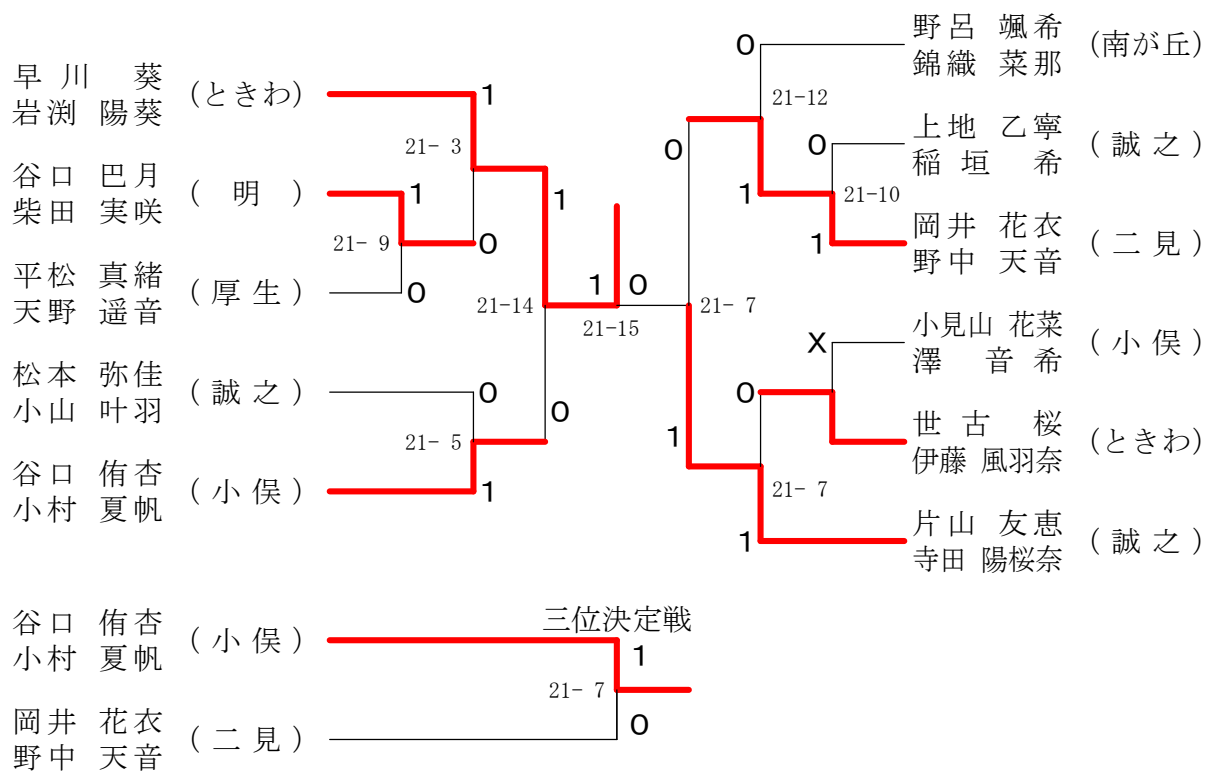 早川 葵
岩渕 陽葵
(ときわ)
谷口 巴月
柴田 実咲
(明)
平松 真緒
天野 遥音
(厚生)
松本 弥佳
小山 叶羽
(誠之)
谷口 侑杏
小村 夏帆
(小俣)
1
21- 3
1
21- 9
0
0
1
21-14
0
21- 5
1
0
1 0
21-15
0
21-12
0
1
21-10
1
0
21- 7
X
0
1
21- 7
1
野呂 颯希
錦織 菜那
(南が丘)
上地 乙寧
稲垣 希
(誠之)
岡井 花衣
野中 天音
(二見)
小見山 花菜
澤 音希
(小俣)
世古 桜
伊藤 風羽奈
(ときわ)
片山 友恵
寺田 陽桜奈
(誠之)
三位決定戦
谷口 侑杏
小村 夏帆
(小俣)
1
21- 7
0
岡井 花衣
野中 天音
(二見)